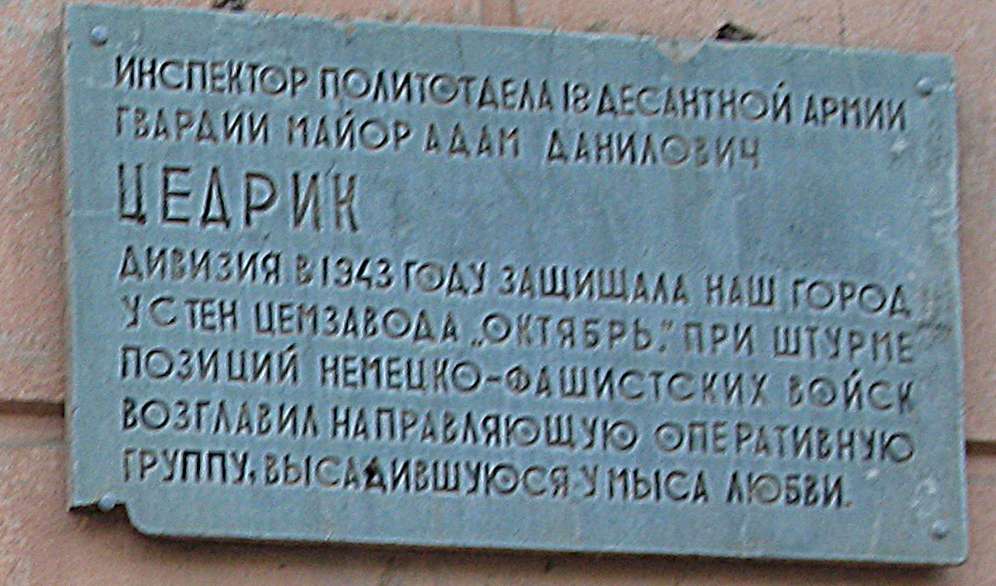 ИНСПЕКТОР ПОЛИТОТДЕЛА 18 ДЕСАНТНОЙ АРМИИ
ГВАРДИИ МАЙОР АДАМ ДАНИЛОВИЧ
ЦЕДРИК
ДИВИЗИЯ В 1943 ГОДУ ЗАЩИЩАЛА НАШ ГОРОД
У СТЕН ЦЕМЗАВОДА „ОКТЯБРЬ.” ПРИ ШТУРМЕ
ПОЗИЦИЙ НЕМЕЦКО-ФАШИСТСКИХ ВОЙСК
ВОЗГЛАВИЛ НАПРАВЛЯЮЩУЮ ОПЕРАТИВНУЮ
ГРУППУ, ВЫСАДИВШУЮСЯ У МЫСА ЛЮБВИ.